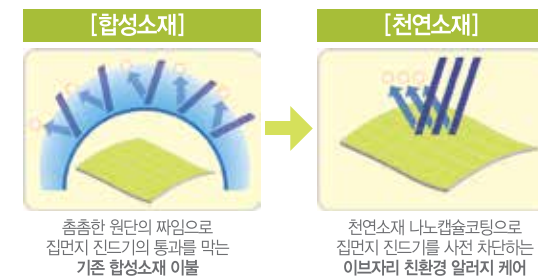 [합성소재]
촘촘한 원단의 짜임으로
집먼지 진드기의 통과를 막는
기존 합성소재 이불
[천연소재]
천연소재 나노캡슐코팅으로
집먼지 진드기를 사전 차단하는
이브자리 친환경 알러지 케어